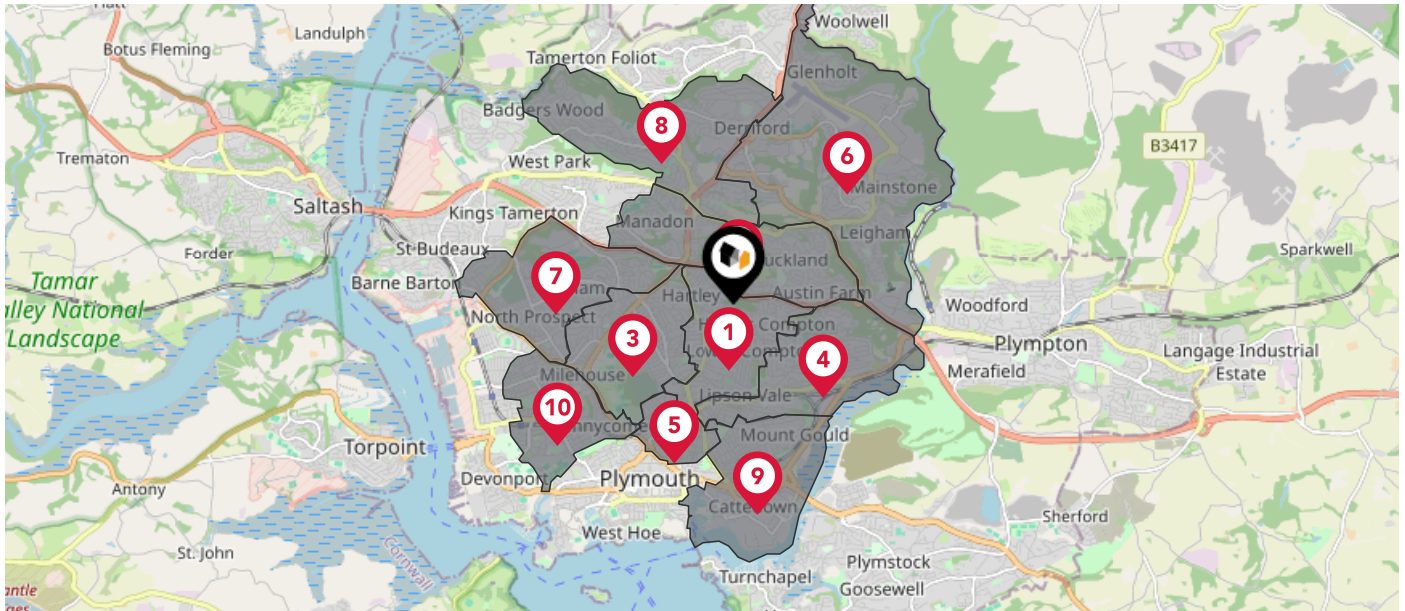 Landulph
Woolwell
Botus Fleming
Tamerton Foliot
Glenholt
Badgers Wood
8
Derriford
B3417
Trematon
West Park
6
Mainstone
Saltash
Kings Tamerton
Manadon
Leigham
Forder
St-Budeaux
Sparkwell
Tamar
alley National
Landscape
Barne Barton
7
Hartley
Austin Farm
North Prospect
Woodford
3
1
Compton
Plympton
4
Langage Industrial
Estate
Milehouse
Merafield
Lipson Vale
10
5
Mount Gould
Torpoint
Devonport
Plymouth
9
Antony
Cattedown
Sherford
West Hoe
St. John
Cornwall
Plymstock
Turnchapel
Goosewell